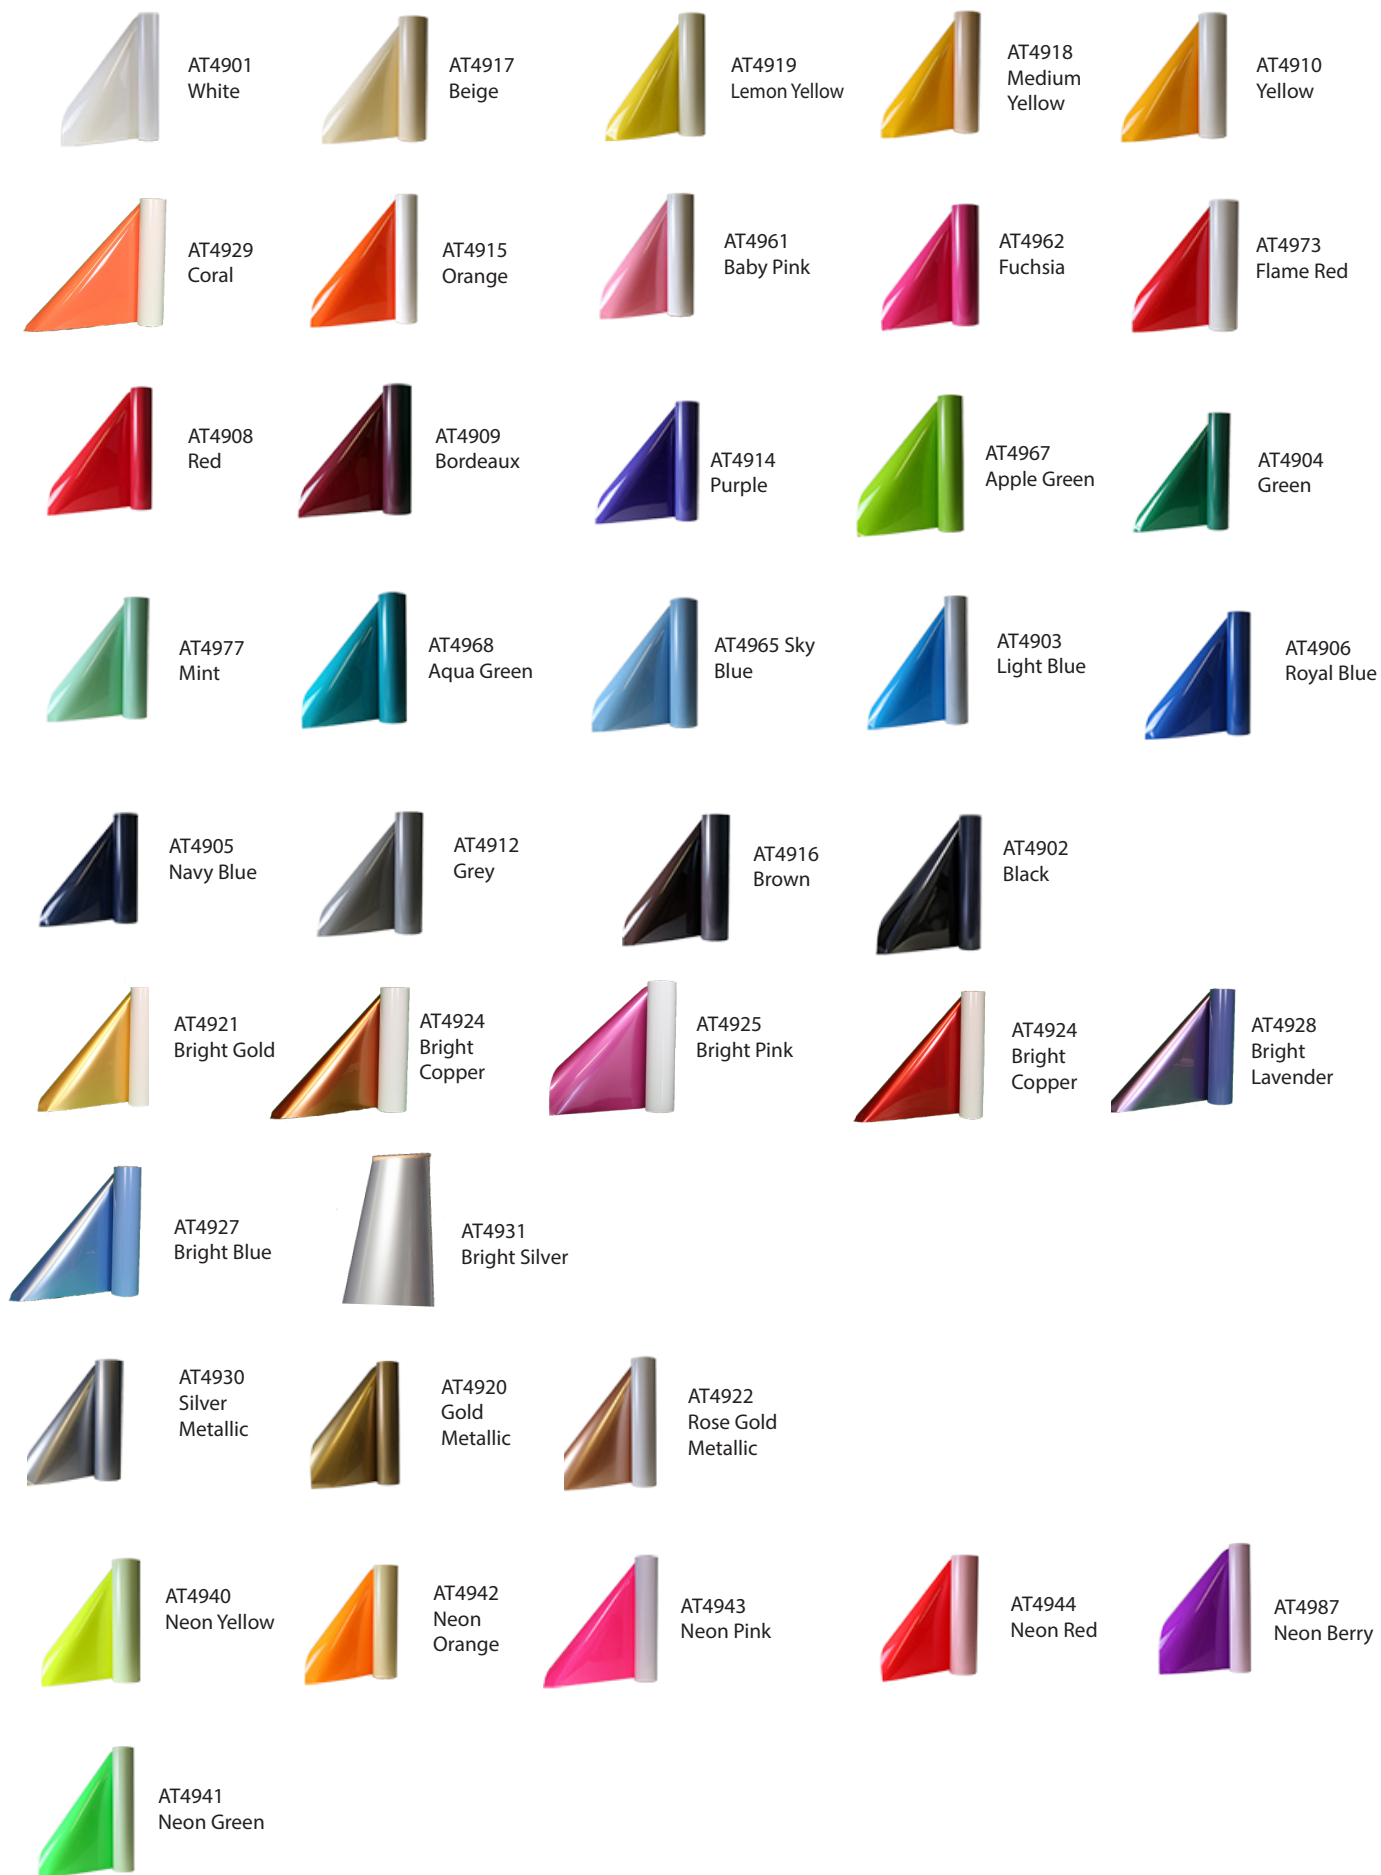 AT4901
White
AT4917
Beige
AT4919
Lemon Yellow
AT4918
Medium
Yellow
AT4910
Yellow
AT4929
Coral
AT4915
Orange
AT4961
Baby Pink
AT4962
Fuchsia
AT4973
Flame Red
AT4908
Red
AT4909
Bordeaux
AT4914
Purple
AT4967
Apple Green
AT4904
Green
AT4977
Mint
AT4968
Aqua Green
AT4965 Sky
Blue
AT4903
Light Blue
AT4906
Royal Blue
AT4905
Navy Blue
AT4912
Grey
AT4916
Brown
AT4902
Black
AT4921
Bright Gold
AT4924
Bright
Copper
AT4925
Bright Pink
AT4924
Bright
Copper
AT4928
Bright
Lavender
AT4927
Bright Blue
AT4931
Bright Silver
AT4930
Silver
Metallic
AT4920
Gold
Metallic
AT4922
Rose Gold
Metallic
AT4940
Neon Yellow
AT4942
Neon
Orange
AT4943
Neon Pink
AT4944
Neon Red
AT4987
Neon Berry
AT4941
Neon Green